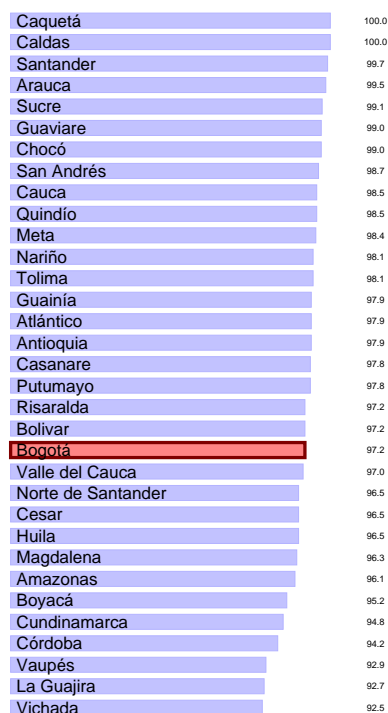 Caquetá 100.0
Caldas 100.0
Santander 99.7
Arauca 99.5
Sucre 99.1
Guaviare 99.0
Chocó 99.0
San Andrés 98.7
Cauca 98.5
Quindío 98.5
Meta 98.4
Nariño 98.1
Tolima 98.1
Guainía 97.9
Atlántico 97.9
Antioquia 97.9
Casanare 97.8
Putumayo 97.8
Risaralda 97.2
Bolivar 97.2
Bogotá 97.2
Valle del Cauca 97.0
Norte de Santander 96.5
Cesar 96.5
Huila 96.5
Magdalena 96.3
Amazonas 96.1
Boyacá 95.2
Cundinamarca 94.8
Córdoba 94.2
Vaupés 92.9
La Guajira 92.7
Vichada 92.5